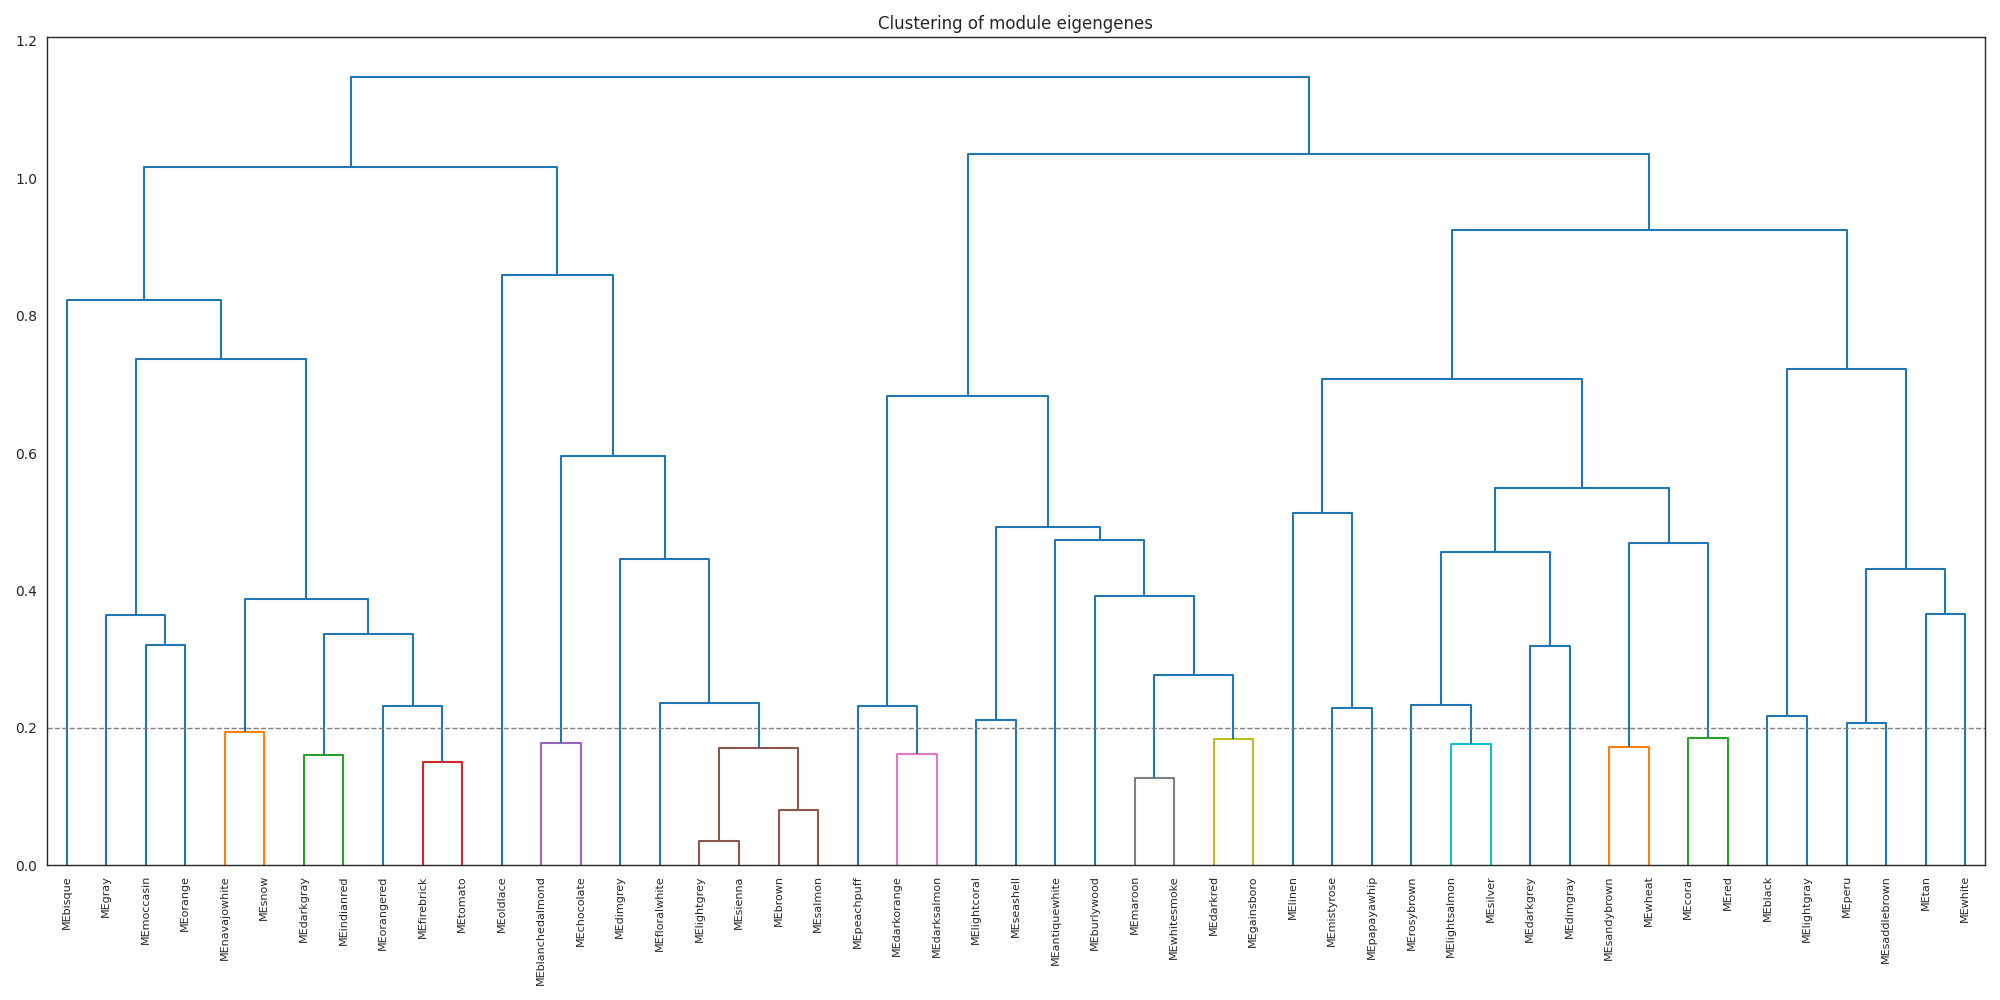 Clustering of module eigengenes
1.2
1.0
0.8
0.6
0.4
0.2
0.0
MEbisque
MEgray
MEmoccasin
MEorange
MEnavajowhite
MEsnow
MEdarkgray
MEindianred
MEorangered
MEfirebrick
MEtomato
MEoldlace
MEblanchedalmond
MEchocolate
MEdimgrey
MEfloralwhite
MElightgrey
MEsienna
MEbrown
MEsalmon
MEpeachpuff
MEdarkorange
MEdarksalmon
MElightcoral
MEseashell
MEantiquewhite
MEburlywood
MEmaroon
MEwhitesmoke
MEdarkred
MEgainsboro
MElinen
MEmistyrose
MEpapayawhip
MErosybrown
MElightsalmon
MEsilver
MEdarkgrey
MEdimgray
MEsandybrown
MEwheat
MEcoral
MEred
MEblack
MElightgray
MEperu
MEsaddlebrown
MEtan
MEwhite